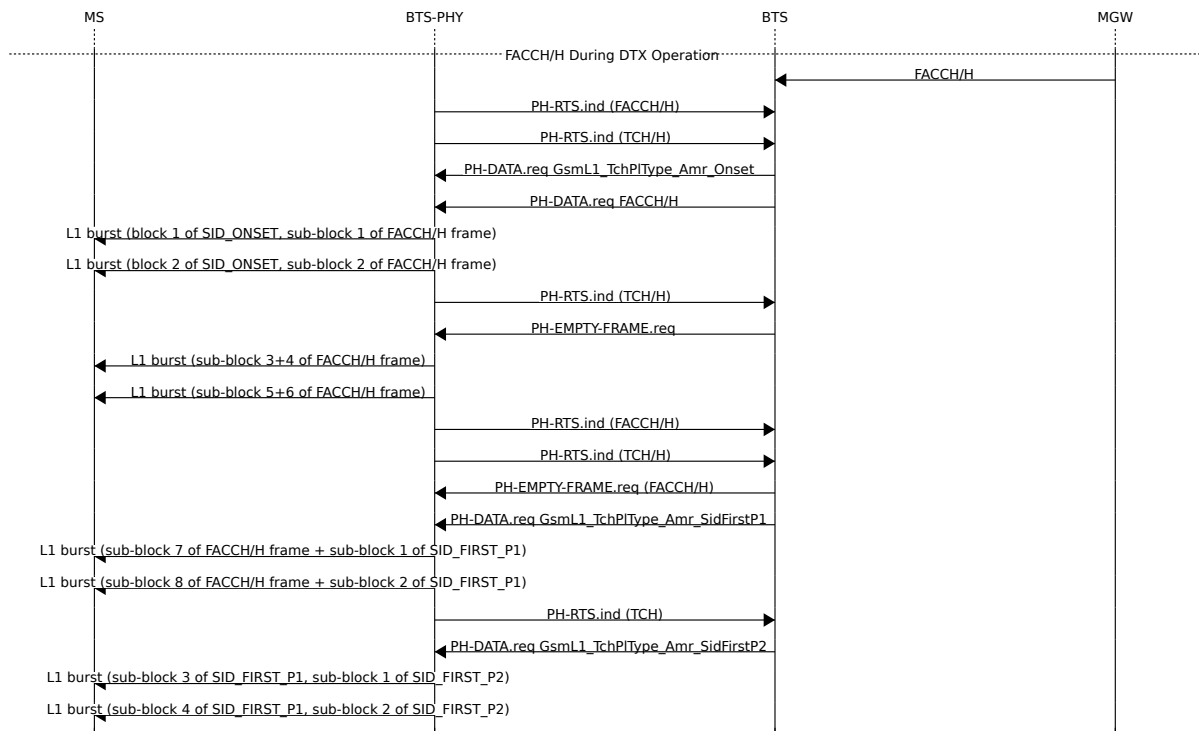 MS BTS-PHY BTS MGW
FACCH/H During DTX Operation
FACCH/H
PH-RTS.ind (FACCH/H)
PH-RTS.ind (TCH/H)
PH-DATA.req GsmL1_TchPlType_Amr_Onset
PH-DATA.req FACCH/H
L1 burst (block 1 of SID_ONSET, sub-block 1 of FACCH/H frame)
L1 burst (block 2 of SID_ONSET, sub-block 2 of FACCH/H frame)
PH-RTS.ind (TCH/H)
PH-EMPTY-FRAME.req
L1 burst (sub-block 3+4 of FACCH/H frame)
L1 burst (sub-block 5+6 of FACCH/H frame)
PH-RTS.ind (FACCH/H)
PH-RTS.ind (TCH/H)
PH-EMPTY-FRAME.req (FACCH/H)
PH-DATA.req GsmL1_TchPlType_Amr_SidFirstP1
L1 burst (sub-block 7 of FACCH/H frame + sub-block 1 of SID_FIRST_P1)
L1 burst (sub-block 8 of FACCH/H frame + sub-block 2 of SID_FIRST_P1)
PH-RTS.ind (TCH)
PH-DATA.req GsmL1_TchPlType_Amr_SidFirstP2
L1 burst (sub-block 3 of SID_FIRST_P1, sub-block 1 of SID_FIRST_P2)
L1 burst (sub-block 4 of SID_FIRST_P1, sub-block 2 of SID_FIRST_P2)